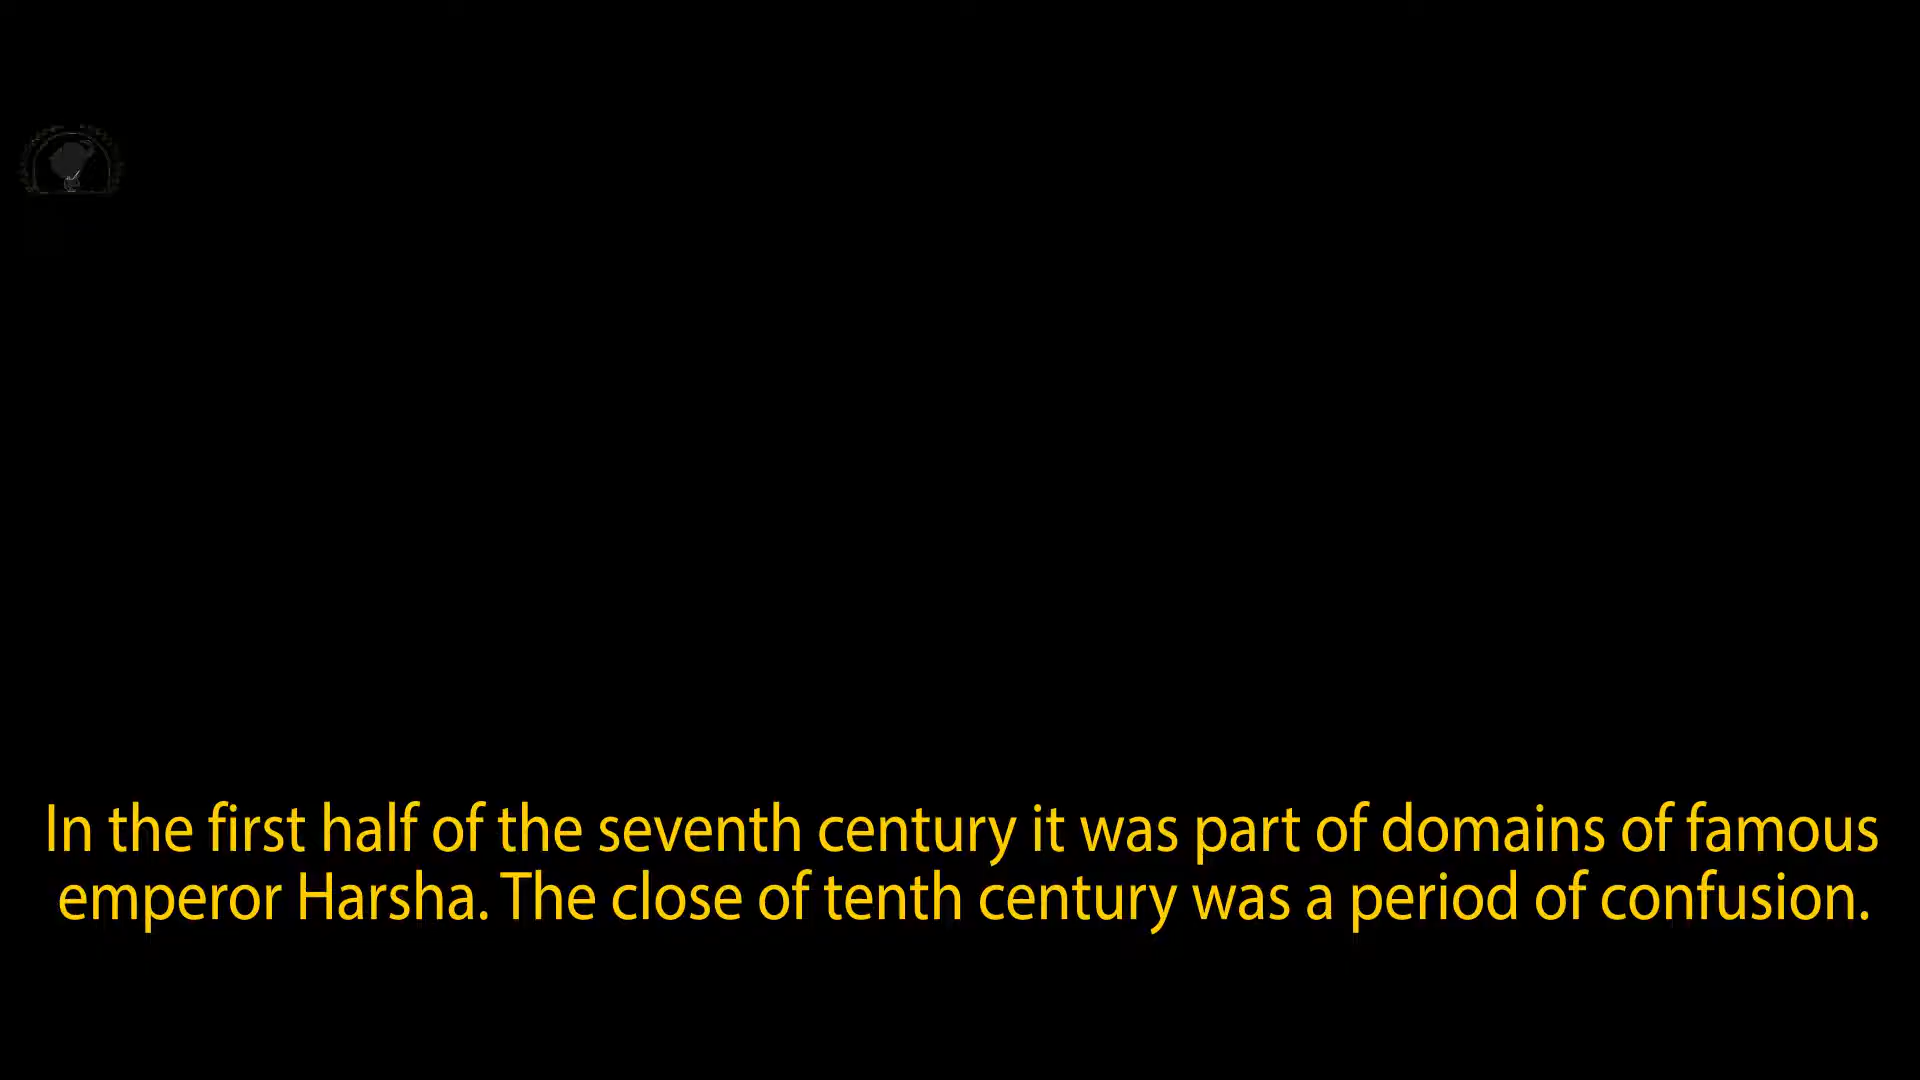 In the first half of the seventh century it was part of domains of famous
emperor Harsha. The close of tenth century was a period of confusion.